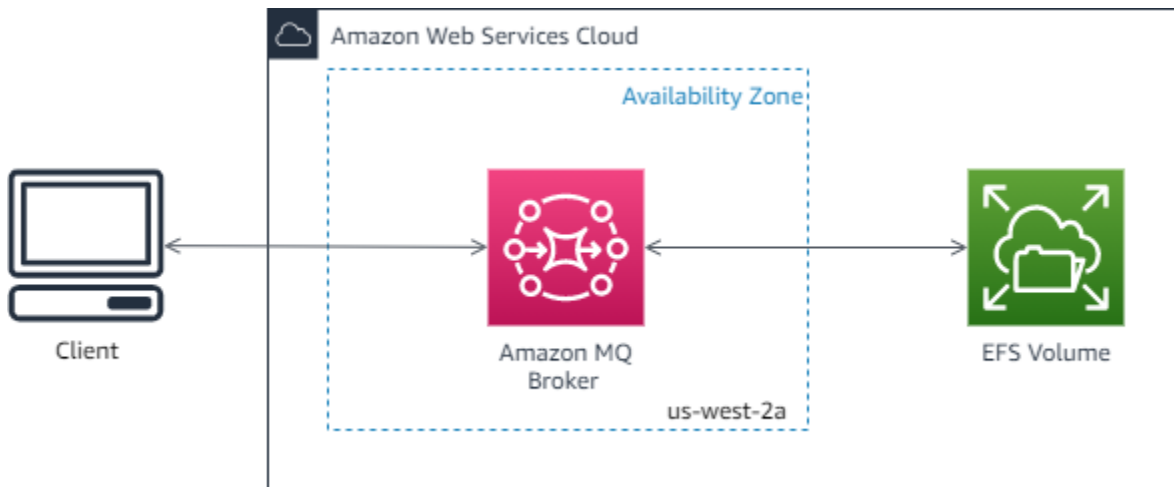 Amazon Web Services Cloud
Availability Zone
Client
Amazon MQ
Broker
EFS Volume
us-west-2a